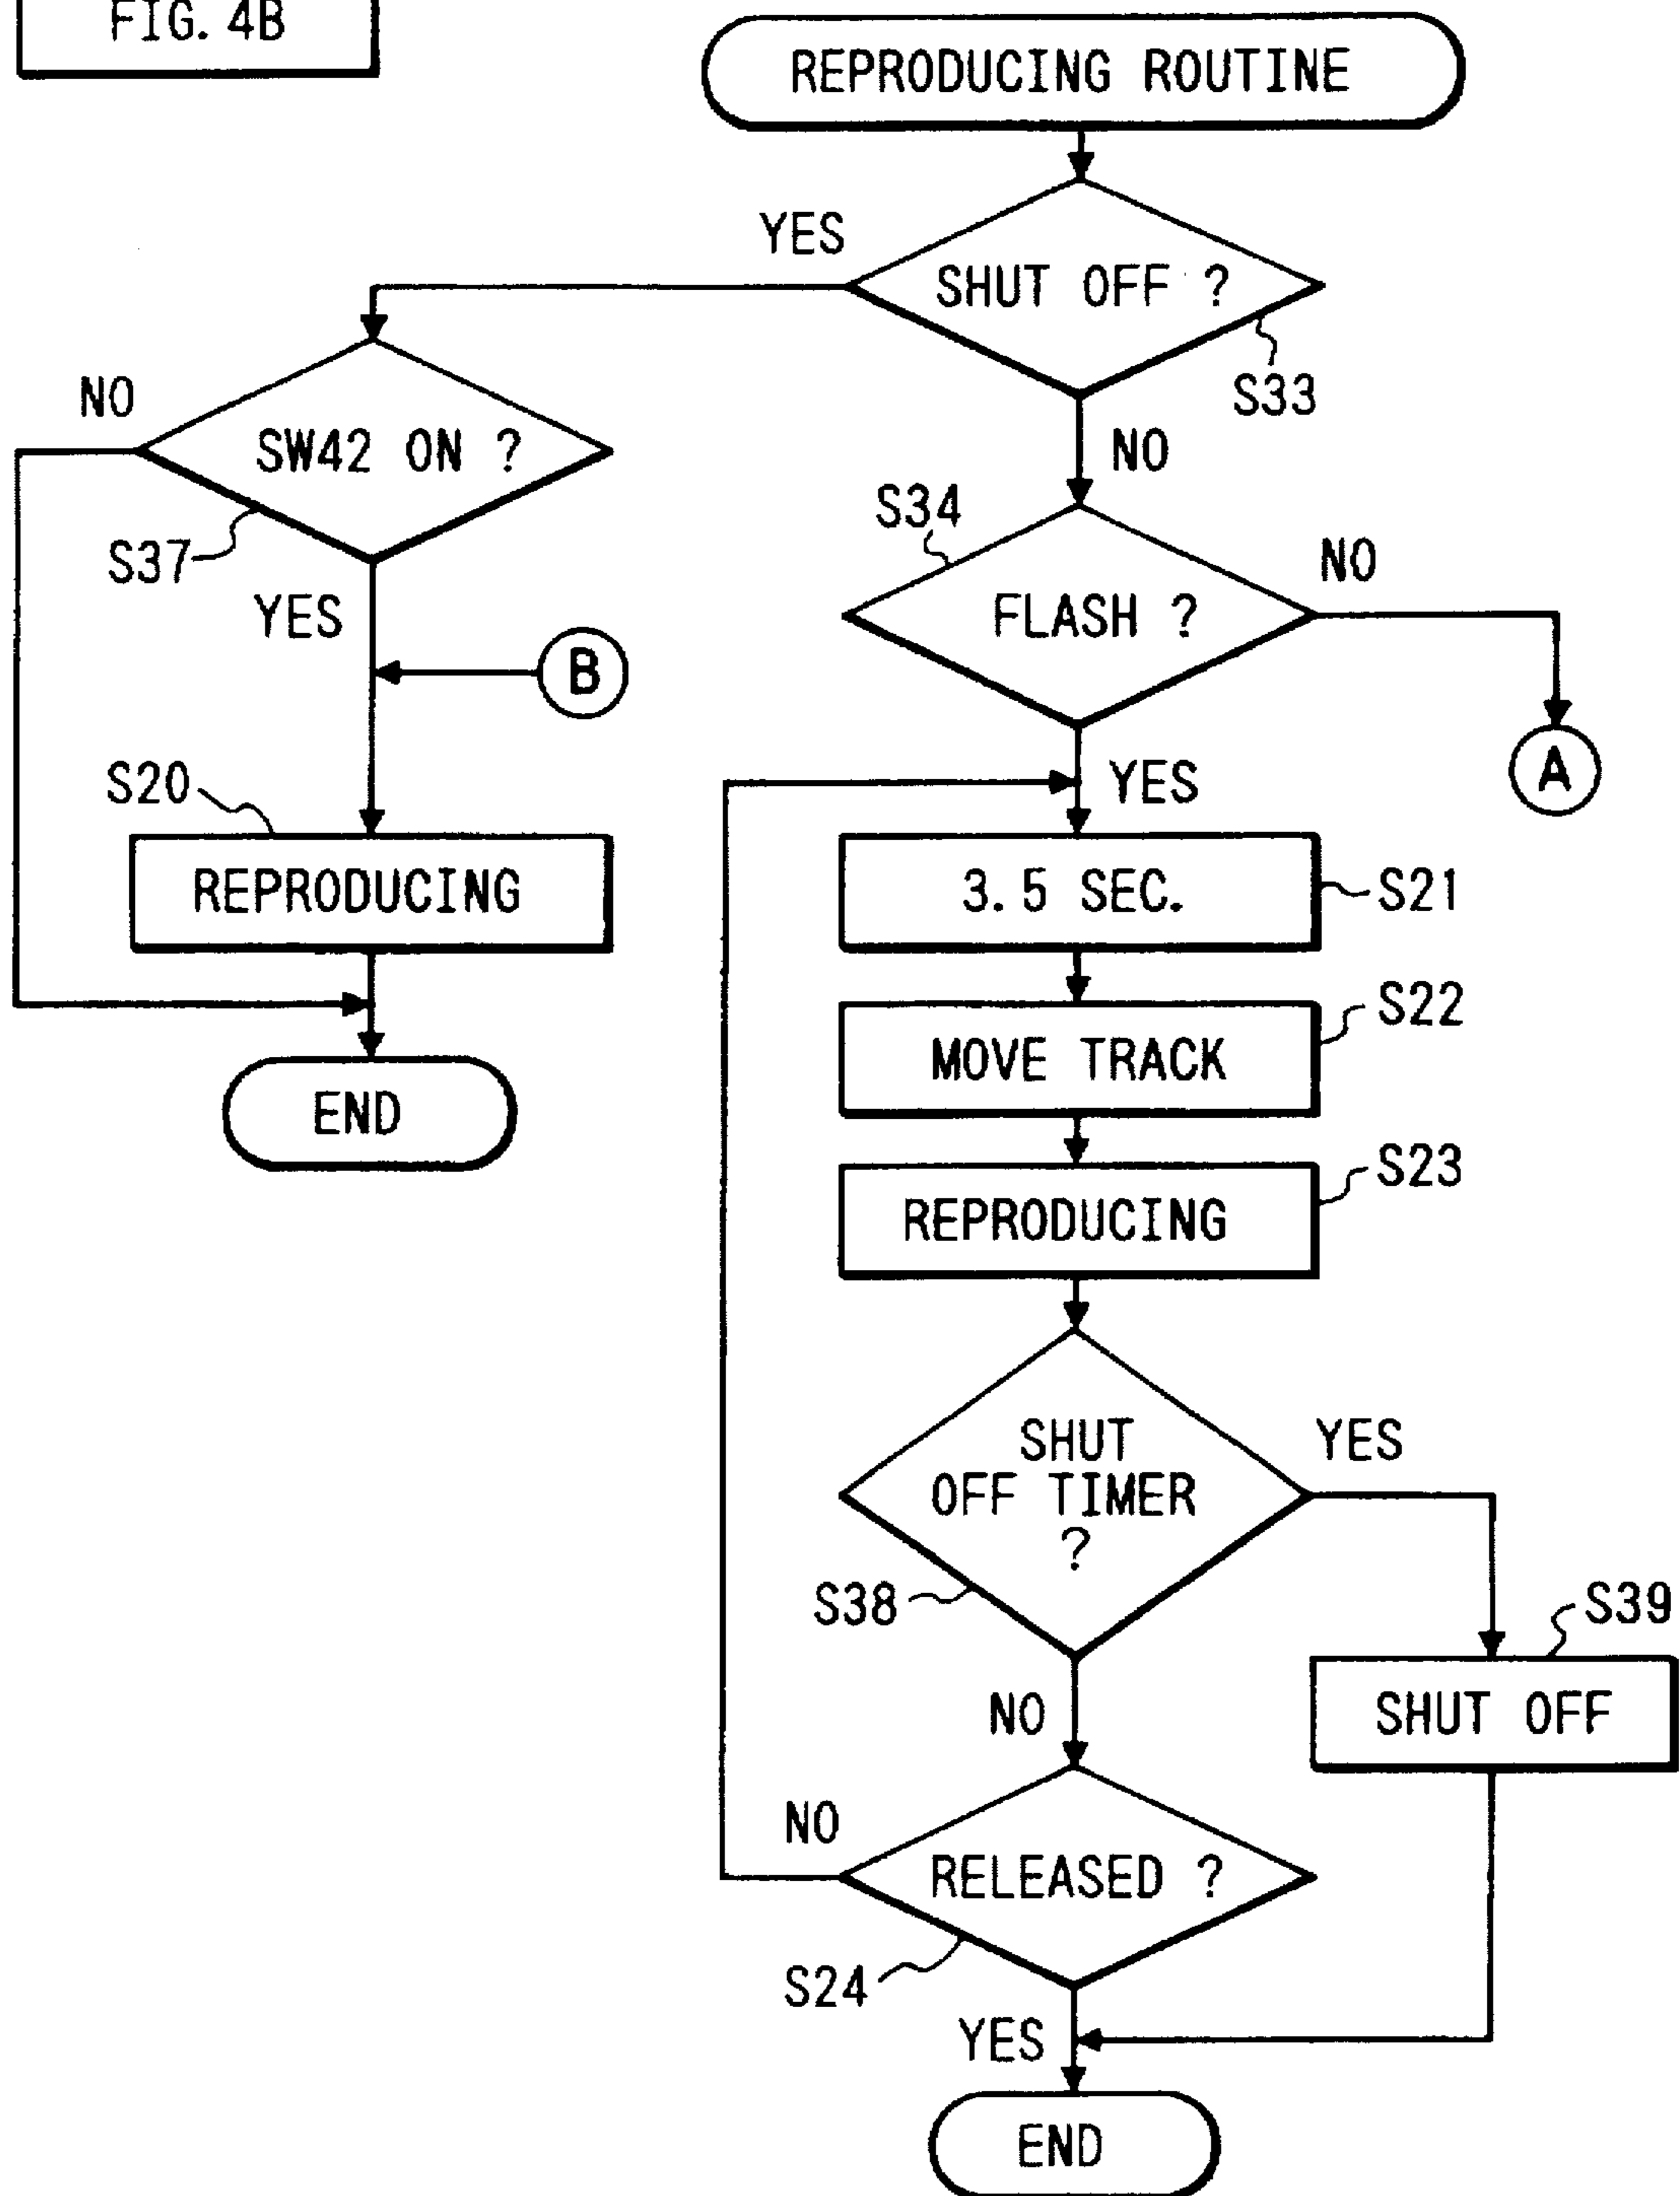 FIG. 4B
REPRODUCING ROUTINE
YES
SHUT OFF ?
S33
NO
SW42 ON ?
NO
S37
YES
S34
FLASH ?
NO
B
A
S20
YES
REPRODUCING
3.5 SEC.
S21
MOVE TRACK
S22
END
REPRODUCING
S23
SHUT
OFF TIMER
?
YES
S38
S39
NO
SHUT OFF
NO
RELEASED ?
S24
YES
END